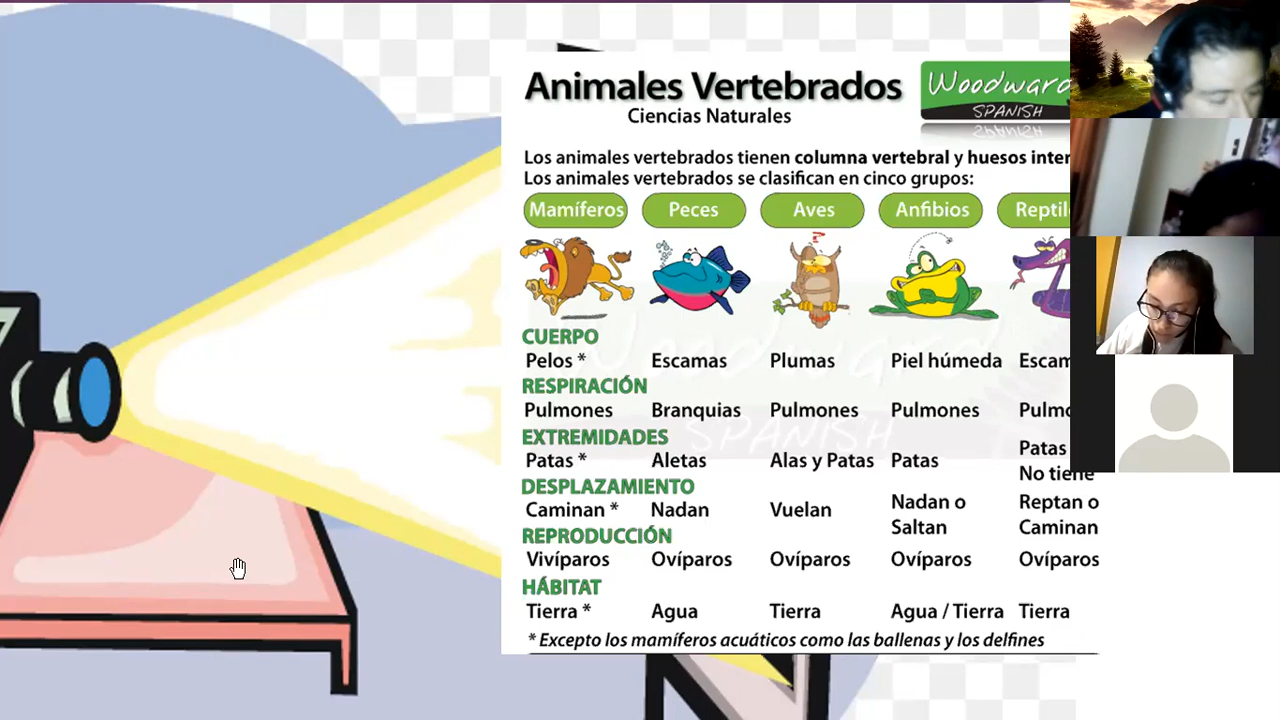 Animales Vertebrados
Woodward
SPANISH
Ciencias Naturales
Los animales vertebrados tienen columna vertebral y huesos inter
Los animales vertebrados se clasifican en cinco grupos:
Mamíferos Peces Aves Anfibios Reptil
?
CUERPO
Pelos * Escamas Plumas Piel húmeda Escam
RESPIRACIÓN
Pulmones Branquias Pulmones Pulmones Pulmo
EXTREMIDADES
Patas * Aletas Alas y Patas Patas Patas
No tiene
DESPLAZAMIENTO
Caminan * Nadan Vuelan Nadan o Saltan Reptan o Caminan
REPRODUCCIÓN
Vivíparos Ovíparos Ovíparos Ovíparos Ovíparos
HÁBITAT
Tierra * Agua Tierra Agua / Tierra Tierra
* Excepto los mamíferos acuáticos como las ballenas y los delfines